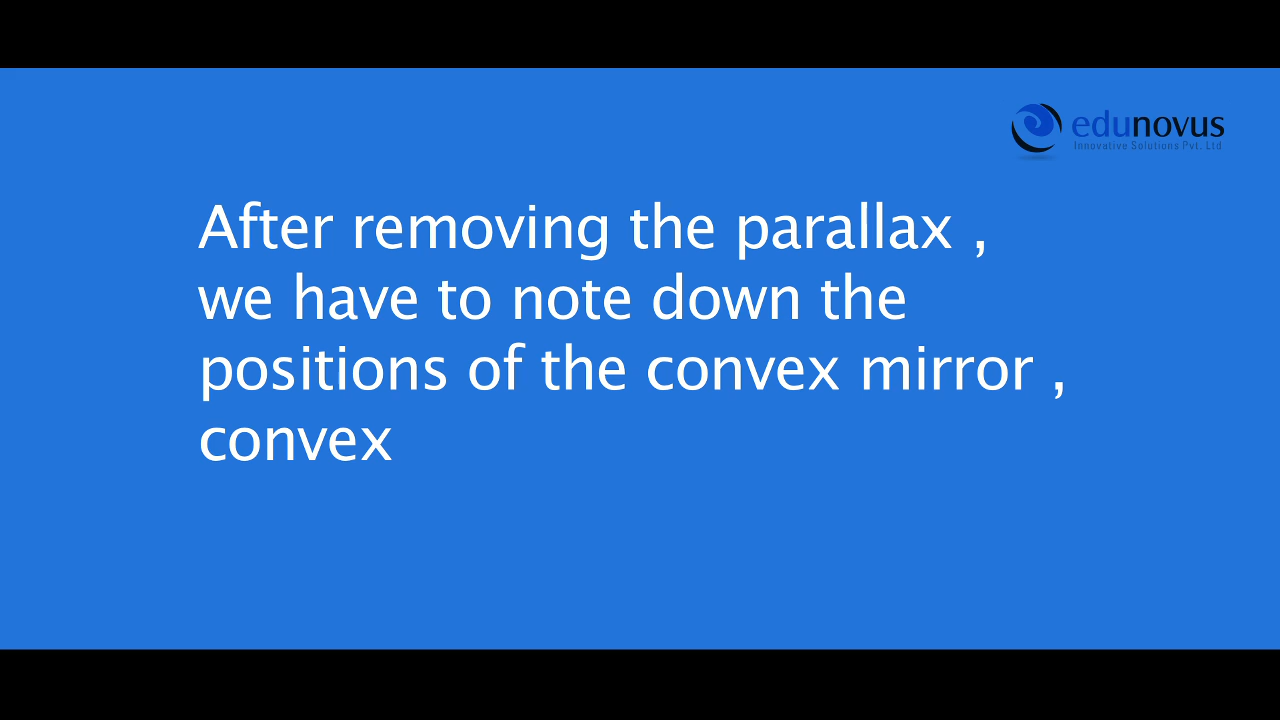 edunovus
Innovative Solutions Pvt. Ltd
After removing the parallax ,
we have to note down the
positions of the convex mirror ,
convex